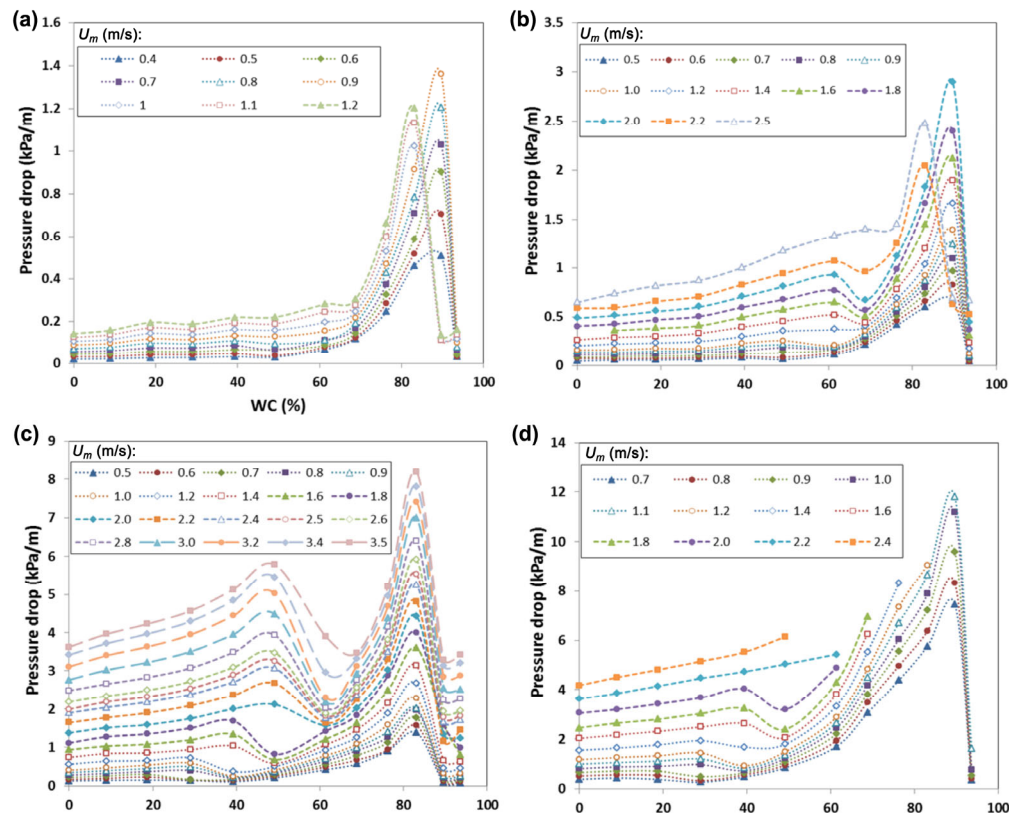 (a)
U_m (m/s):
0.4 0.5 0.6
0.7 0.8 0.9
1 1.1 1.2
Pressure drop (kPa/m)
1.6
1.4
1.2
1
0.8
0.6
0.4
0.2
0
0 20 40 60 80 100
WC (%)
(b)
U_m (m/s):
0.5 0.6 0.7 0.8 0.9
1.0 1.2 1.4 1.6 1.8
2.0 2.2 2.5
Pressure drop (kPa/m)
3.5
3
2.5
2
1.5
1
0.5
0
0 20 40 60 80 100
(c)
U_m (m/s):
0.5 0.6 0.7 0.8 0.9
1.0 1.2 1.4 1.6 1.8
2.0 2.2 2.4 2.5 2.6
2.8 3.0 3.2 3.4 3.5
Pressure drop (kPa/m)
9
8
7
6
5
4
3
2
1
0
0 20 40 60 80 100
(d)
U_m (m/s):
0.7 0.8 0.9 1.0
1.1 1.2 1.4 1.6
1.8 2.0 2.2 2.4
Pressure drop (kPa/m)
14
12
10
8
6
4
2
0
0 20 40 60 80 100